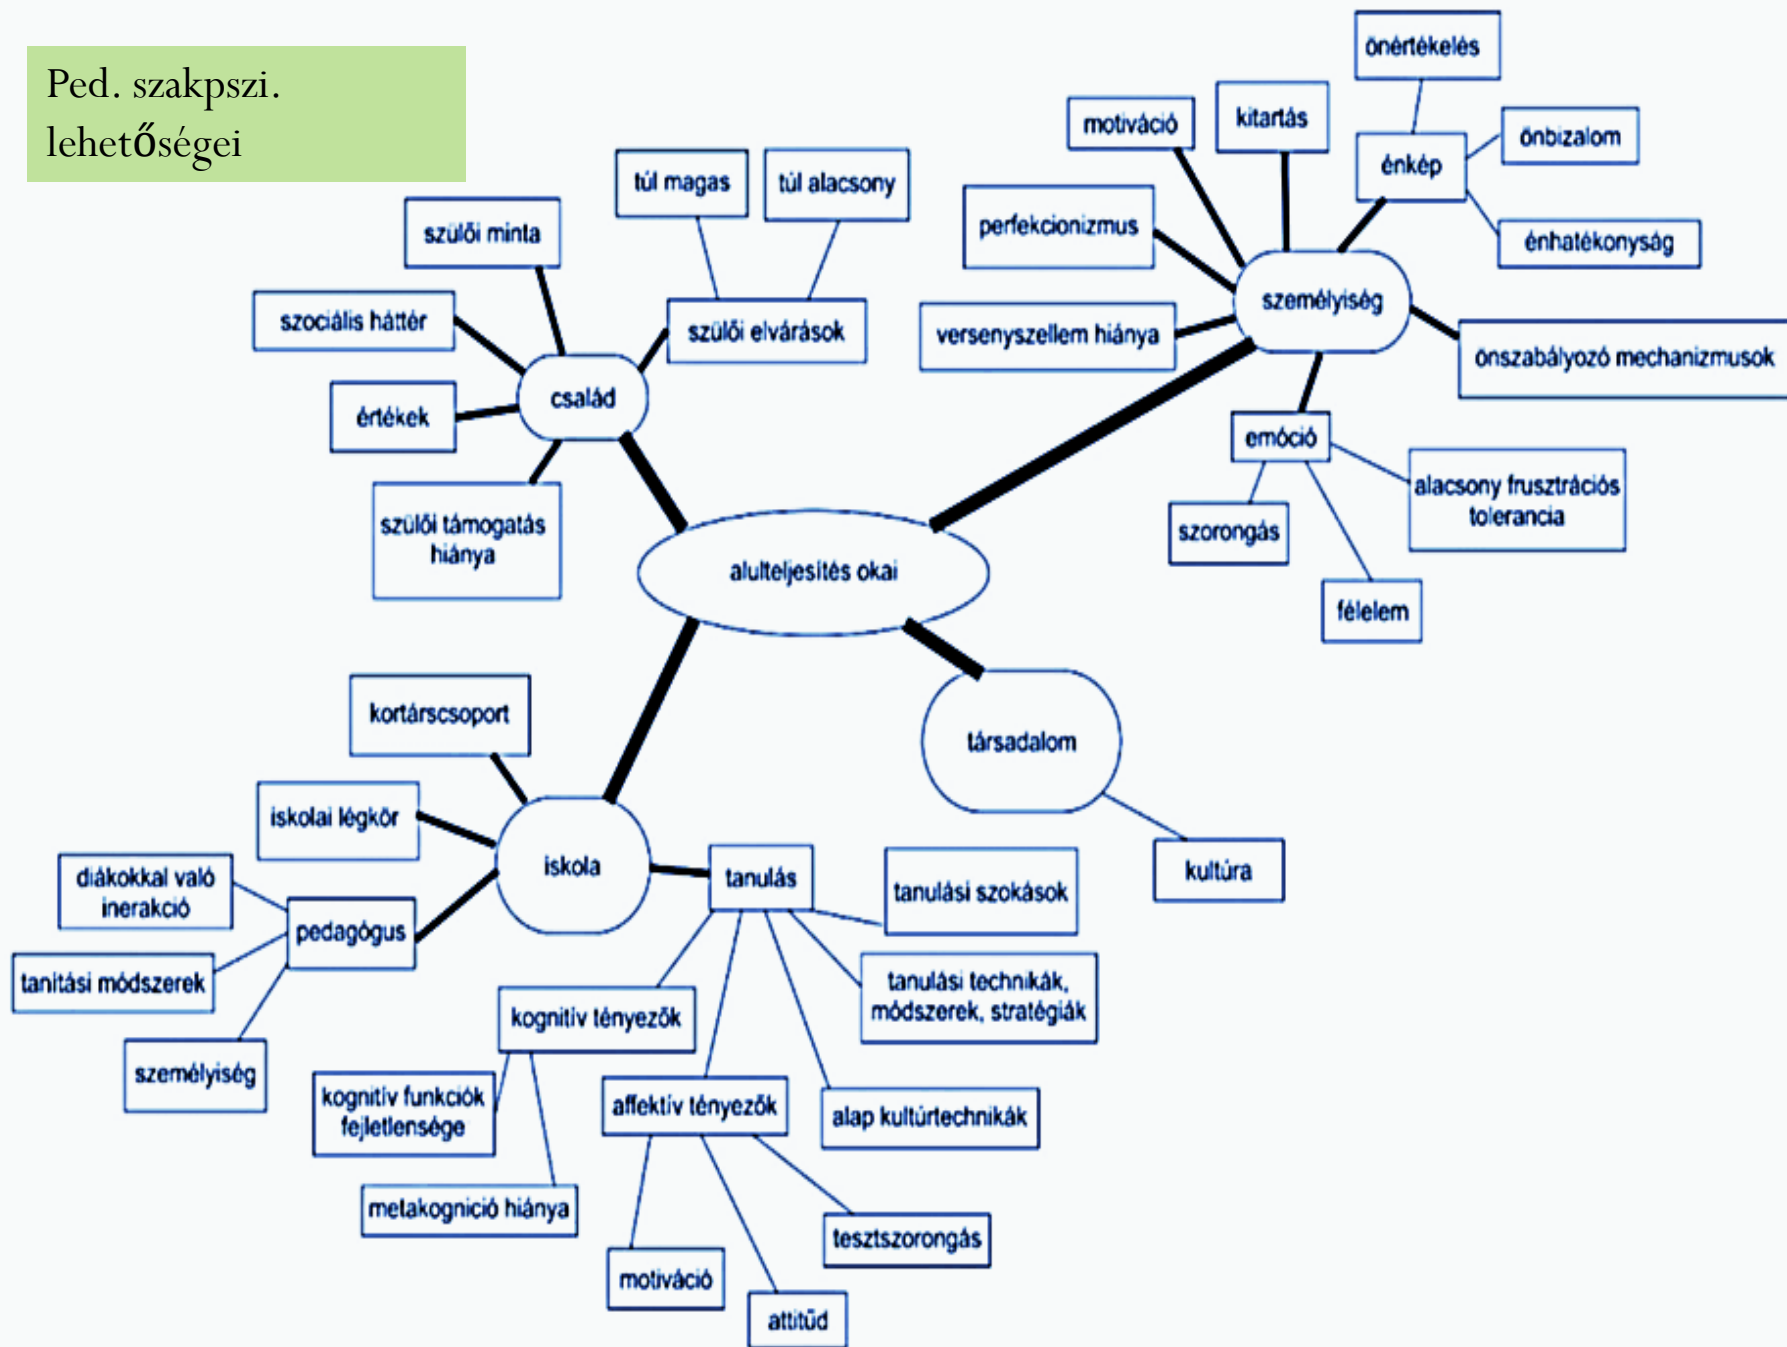 Ped. szakpszi.
lehetőségei
önértékelés
motiváció
kitartás
énkép
önbizalom
perfekcionizmus
énhatékonyság
személyiség
versenyszellem hiánya
önszabályozó mechanizmusok
emóció
alacsony frusztrációs
tolerancia
szorongás
félelem
túl magas
túl alacsony
szülői minta
szociális háttér
szülői elvárások
család
értékek
szülői támogatás
hiánya
alulteljesítés okai
társadalom
kultúra
kortárscsoport
iskolai légkör
iskola
diákokkal való
inerakció
pedagógus
tanítási módszerek
személyiség
tanulás
tanulási szokások
tanulási technikák,
módszerek, stratégiák
kognitív tényezők
kognitív funkciók
fejletlensége
metakognició hiánya
affektív tényezők
alap kultúrtechnikák
motiváció
attitűd
tesztszorongás